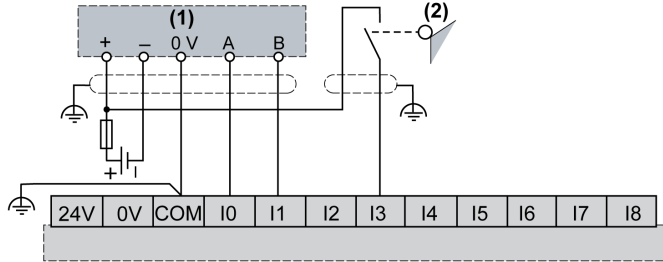 (1) (2)
+ – 0 V A B
+ –
24V 0V COM I0 I1 I2 I3 I4 I5 I6 I7 I8